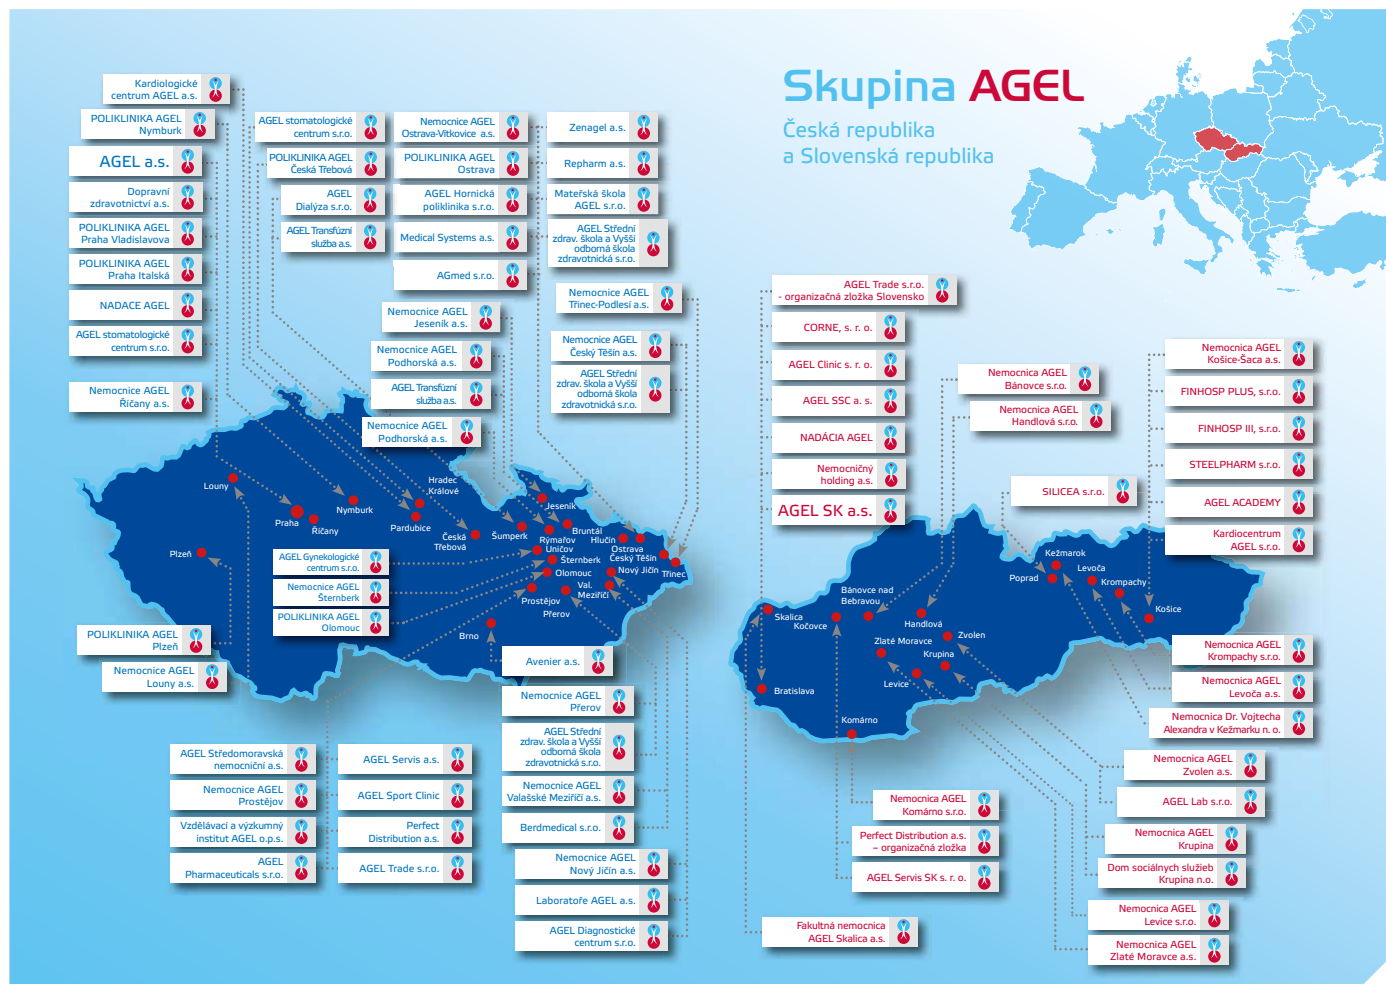 Skupina AGEL
Česká republika
a Slovenská republika
Kardiologické
centrum AGEL a.s.
POLIKLINIKA AGEL
Nymburk
AGEL a.s.
Dopravní
zdravotnictví a.s.
POLIKLINIKA AGEL
Praha Vladislavova
POLIKLINIKA AGEL
Praha Italská
NADACE AGEL
AGEL stomatologické
centrum s.r.o.
Nemocnice AGEL
Říčany a.s.
AGEL stomatologické
centrum s.r.o.
POLIKLINIKA AGEL
Česká Třebová
AGEL
Dialýza s.r.o.
AGEL Transfúzní
služba a.s.
Nemocnice AGEL
Ostrava-Vítkovice a.s.
POLIKLINIKA AGEL
Ostrava
AGEL Hornická
poliklinika s.r.o.
Medical Systems a.s.
AGmed s.r.o.
Zenagel a.s.
Repharm a.s.
Mateřská škola
AGEL s.r.o.
AGEL Střední
zdrav. škola a Vyšší
odborná škola
zdravotnická s.r.o.
Nemocnice AGEL
Třinec-Podlesí a.s.
Nemocnice AGEL
Jeseník a.s.
Nemocnice AGEL
Podhorská a.s.
AGEL Transfúzní
služba a.s.
Nemocnice AGEL
Podhorská a.s.
Nemocnice AGEL
Český Těšín a.s.
AGEL Střední
zdrav. škola a Vyšší
odborná škola
zdravotnická s.r.o.
Louny
Praha
Říčany
Nymburk
Hradec
Králové
Pardubice
Česká
Třebová
Plzeň
Šumperk
Jeseník
Rýmařov
Bruntál
Hlučín
Ostrava
Český Těšín
Třinec
Uničov
Šternberk
Olomouc
Nový Jičín
Val.
Meziříčí
Prostějov
Přerov
Brno
AGEL Gynekologické
centrum s.r.o.
Nemocnice AGEL
Šternberk
POLIKLINIKA AGEL
Olomouc
POLIKLINIKA AGEL
Plzeň
Nemocnice AGEL
Louny a.s.
Avenier a.s.
Nemocnice AGEL
Přerov
AGEL Střední
zdrav. škola a Vyšší
odborná škola
zdravotnická s.r.o.
Nemocnice AGEL
Valašské Meziříčí a.s.
Berdmedical s.r.o.
Nemocnice AGEL
Nový Jičín a.s.
Laboratoře AGEL a.s.
AGEL Diagnostické
centrum s.r.o.
AGEL Středomoravská
nemocniční a.s.
Nemocnice AGEL
Prostějov
Vzdělávací a výzkumný
institut AGEL o.p.s.
AGEL
Pharmaceuticals s.r.o.
AGEL Servis a.s.
AGEL Sport Clinic
Perfect
Distribution a.s.
AGEL Trade s.r.o.
AGEL Trade s.r.o.
- organizačná zložka Slovensko
CORNE, s. r. o.
AGEL Clinic s. r. o.
AGEL SSC a. s.
NADÁCIA AGEL
Nemocničný
holding a.s.
AGEL SK a.s.
Nemocnica AGEL
Bánovce s.r.o.
Nemocnica AGEL
Handlová s.r.o.
SILICEA s.r.o.
Nemocnica AGEL
Košice-Šaca a.s.
FINHOSP PLUS, s.r.o.
FINHOSP III, s.r.o.
STEELPHARM s.r.o.
AGEL ACADEMY
Kardiocentrum
AGEL s.r.o.
Kežmarok
Poprad
Levoča
Krompachy
Košice
Bánovce nad
Bebravou
Skalica
Kočovce
Handlová
Zvolen
Zlaté Moravce
Krupina
Levice
Bratislava
Komárno
Nemocnica AGEL
Krompachy s.r.o.
Nemocnica AGEL
Levoča a.s.
Nemocnica Dr. Vojtecha
Alexandra v Kežmarku n. o.
Nemocnica AGEL
Zvolen a.s.
AGEL Lab s.r.o.
Nemocnica AGEL
Krupina
Dom sociálnych služieb
Krupina n.o.
Nemocnica AGEL
Levice s.r.o.
Nemocnica AGEL
Zlaté Moravce a.s.
Nemocnica AGEL
Komárno s.r.o.
Perfect Distribution a.s.
– organizačná zložka
AGEL Servis SK s. r. o.
Fakultná nemocnica
AGEL Skalica a.s.